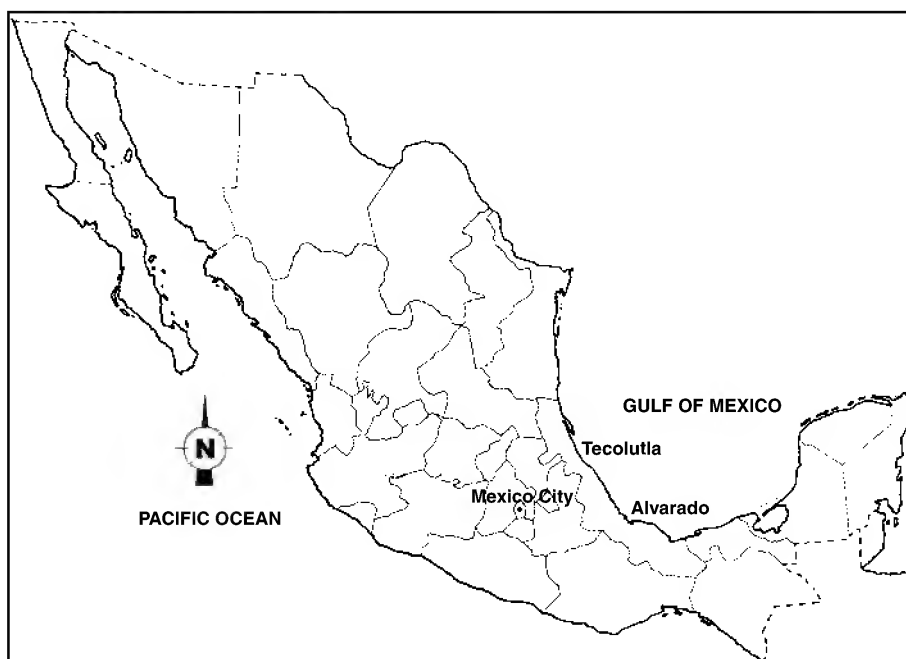 GULF OF MEXICO
Tecolutla
N
Mexico City
Alvarado
PACIFIC OCEAN